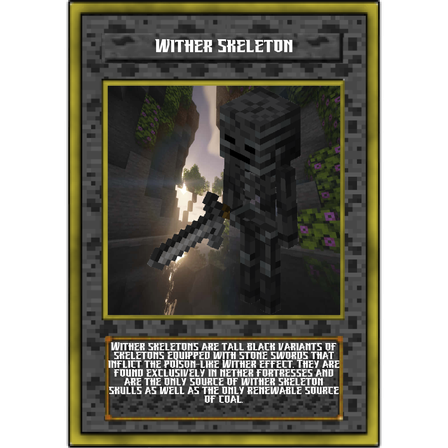 Wither Skeleton
Wither skeletons are tall black variants of
skeletons equipped with stone swords that
inflict the poison-like Wither effect. They are
found exclusively in Nether fortresses and
are the only source of wither skeleton
skulls as well as the only renewable source
of coal.